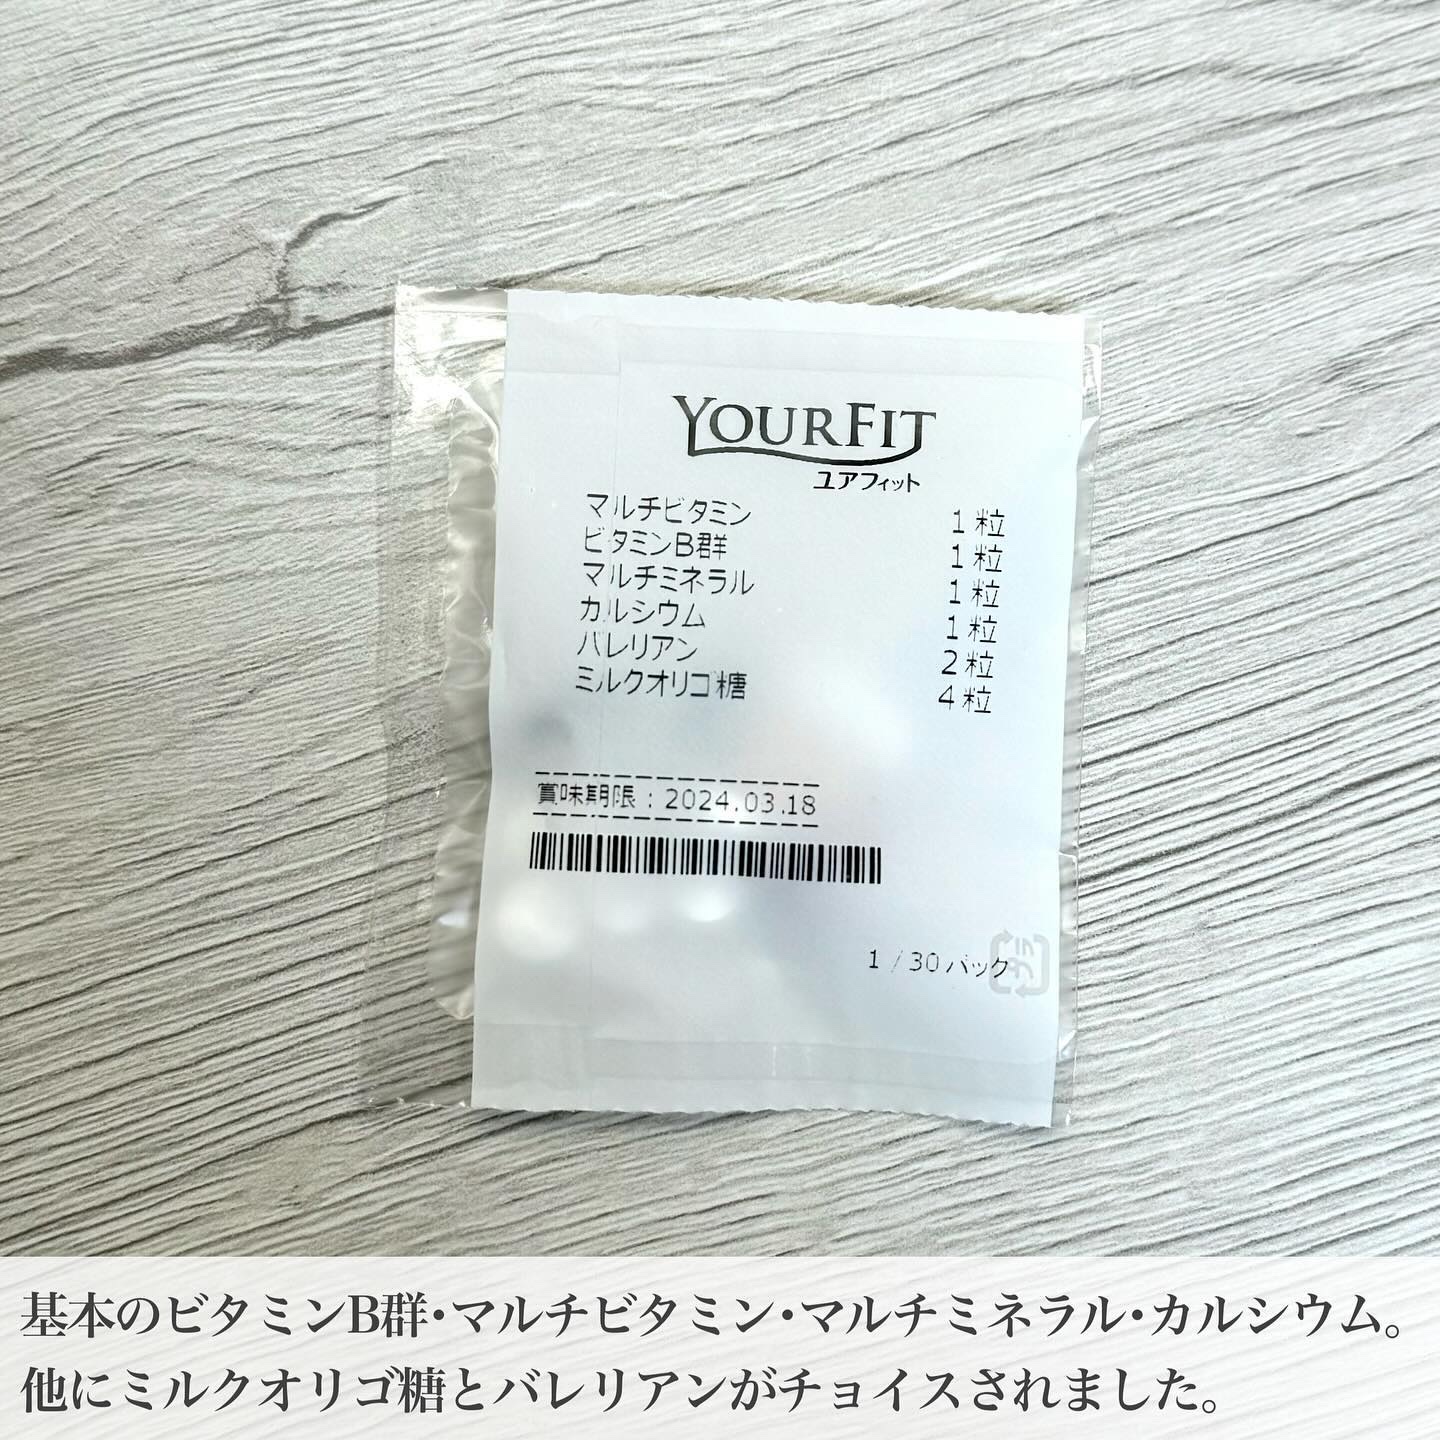 YOURFIT
ユアフィット
マルチビタミン 1粒
ビタミンB群 1粒
マルチミネラル 1粒
カルシウム 1粒
バレリアン 2粒
ミルクオリゴ糖 4粒
賞味期限:2024.03.18
1/30パック
プラ
基本のビタミンB群・マルチビタミン・マルチミネラル・カルシウム。
他にミルクオリゴ糖とバレリアンがチョイスされました。